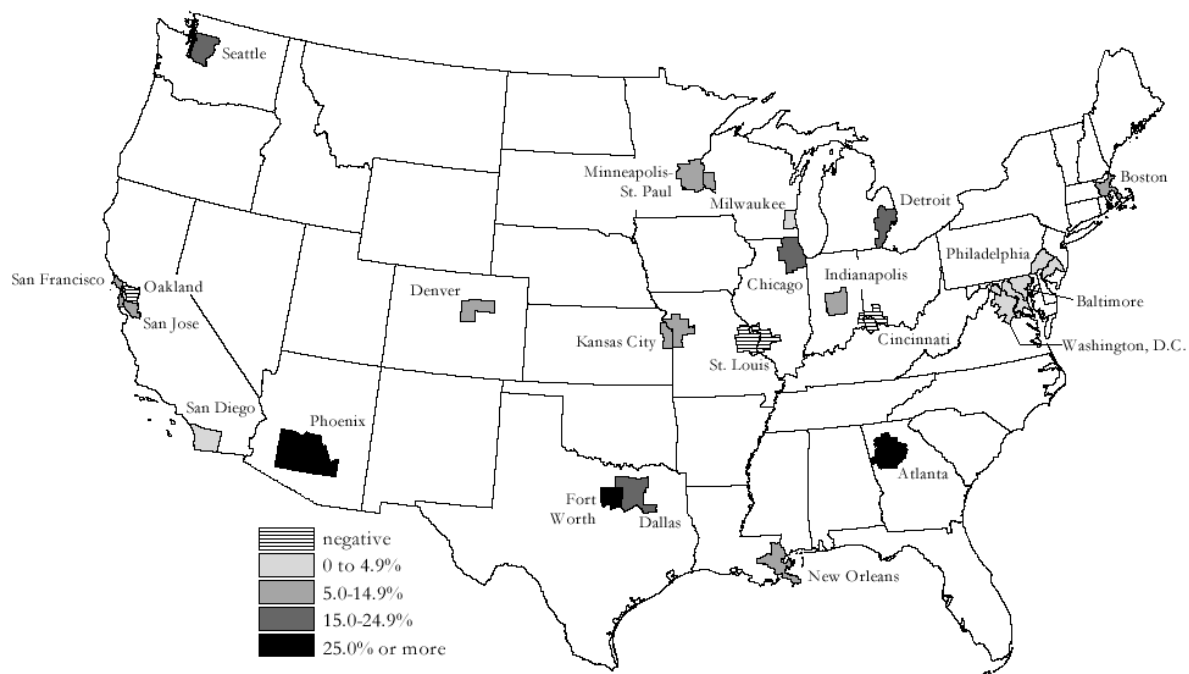 Seattle
Minneapolis-
St. Paul
Boston
Milwaukee
Detroit
Philadelphia
San Francisco
Oakland
Denver
Chicago
Indianapolis
Baltimore
San Jose
Kansas City
Cincinnati
Washington, D.C.
St. Louis
San Diego
Phoenix
Atlanta
Fort
Worth
Dallas
New Orleans
negative
0 to 4.9%
5.0-14.9%
15.0-24.9%
25.0% or more